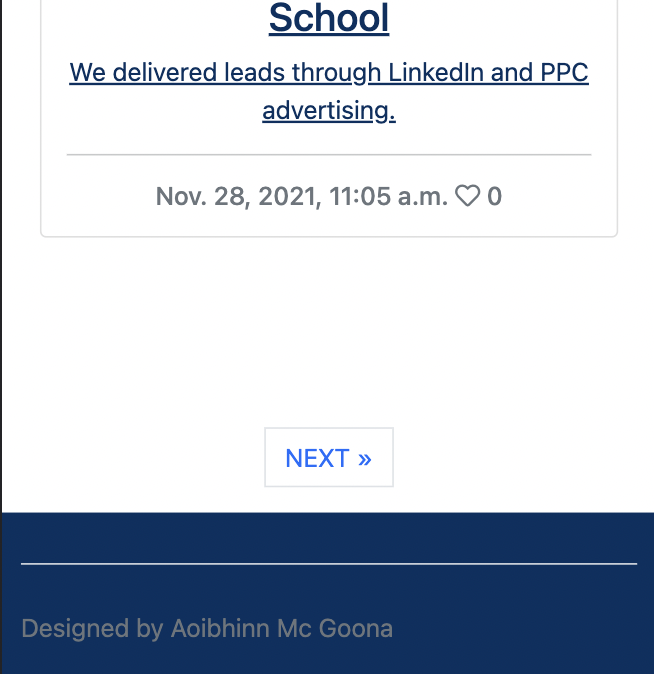 School
We delivered leads through LinkedIn and PPC
advertising.
Nov. 28, 2021, 11:05 a.m. 0
NEXT »
Designed by Aoibhinn Mc Goona